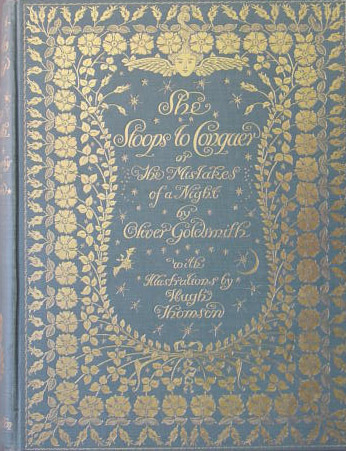 She
Stoops to Conquer
or
The Mistakes
of a Night
by
Oliver Goldsmith
with
Illustrations by
Hugh
Thomson